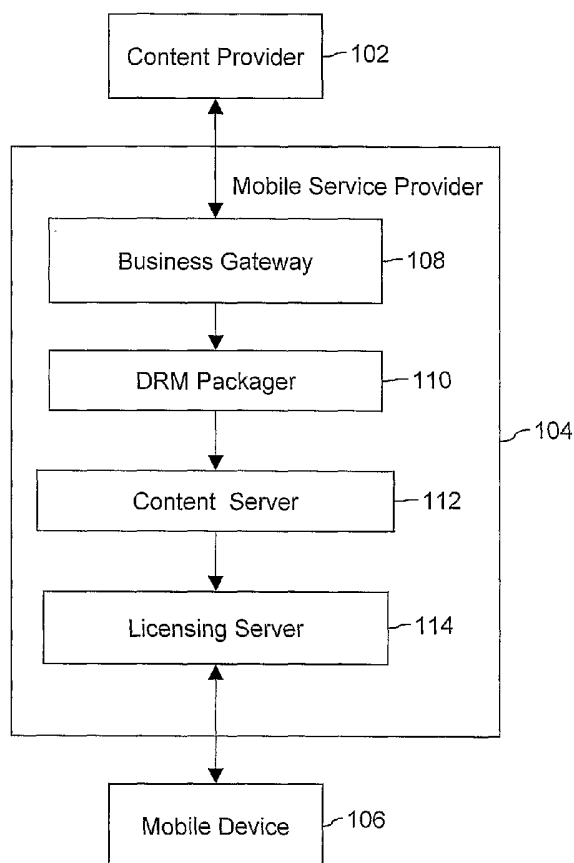 Content Provider 102
Mobile Service Provider
Business Gateway 108
DRM Packager 110
104
Content Server 112
Licensing Server 114
Mobile Device 106